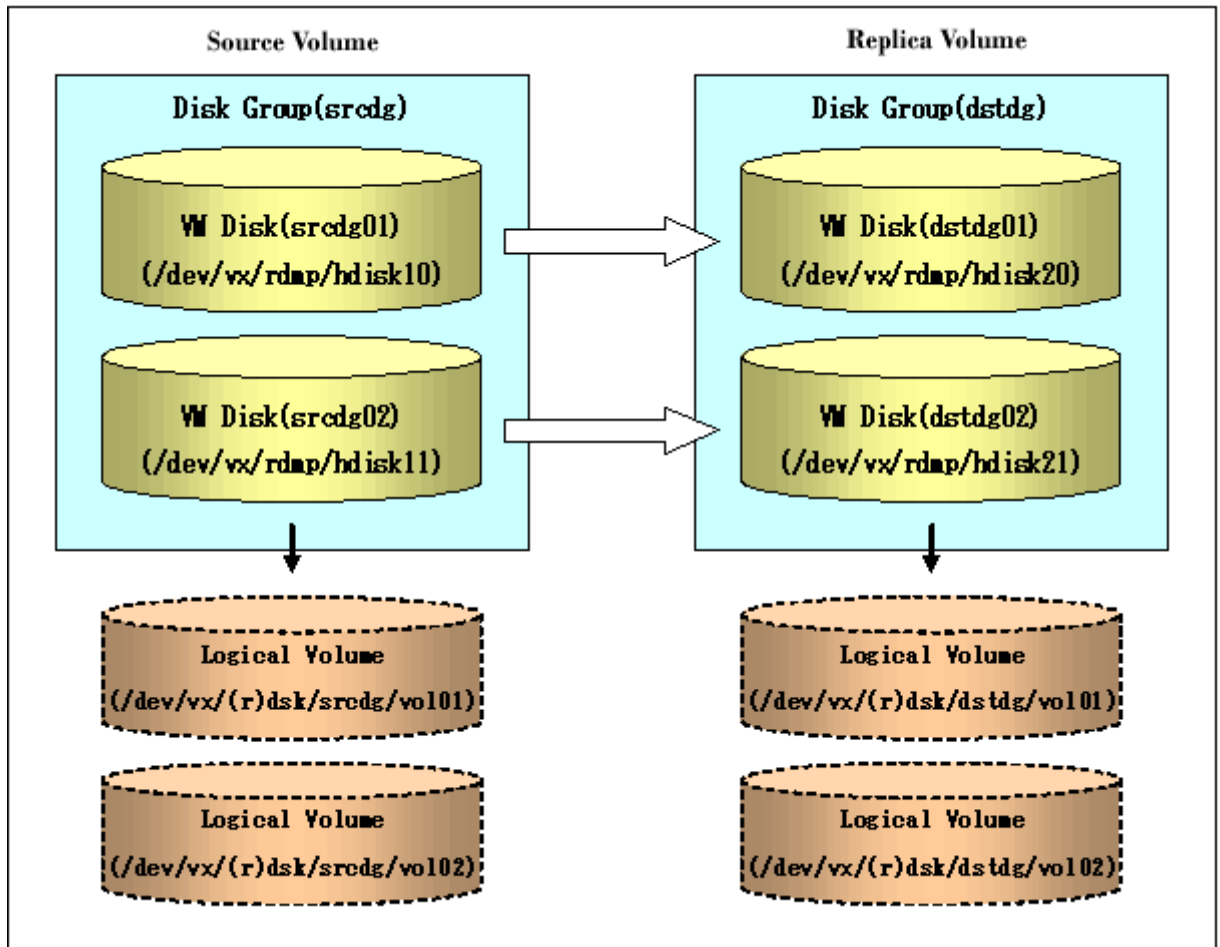 Source Volume
Replica Volume
Disk Group(srcdg)
VM Disk(srcdg01)
(/dev/vx/rdmp/hdisk10)
VM Disk(srcdg02)
(/dev/vx/rdmp/hdisk11)
Disk Group(dstdg)
VM Disk(dstdg01)
(/dev/vx/rdmp/hdisk20)
VM Disk(dstdg02)
(/dev/vx/rdmp/hdisk21)
Logical Volume
(/dev/vx/(r)dsk/srcdg/vol01)
Logical Volume
(/dev/vx/(r)dsk/srcdg/vol02)
Logical Volume
(/dev/vx/(r)dsk/dstdg/vol01)
Logical Volume
(/dev/vx/(r)dsk/dstdg/vol02)